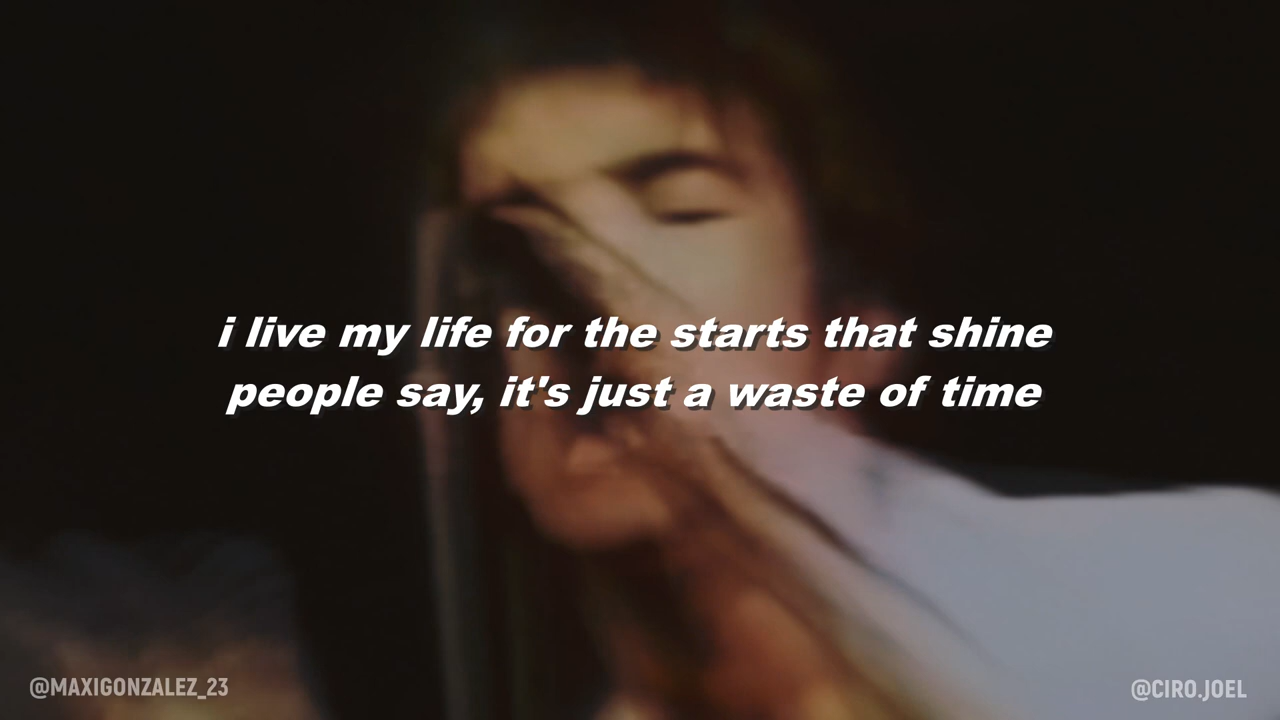 i live my life for the starts that shine
people say, it's just a waste of time
@MAXIGONZALEZ_23
@CIRO.JOEL